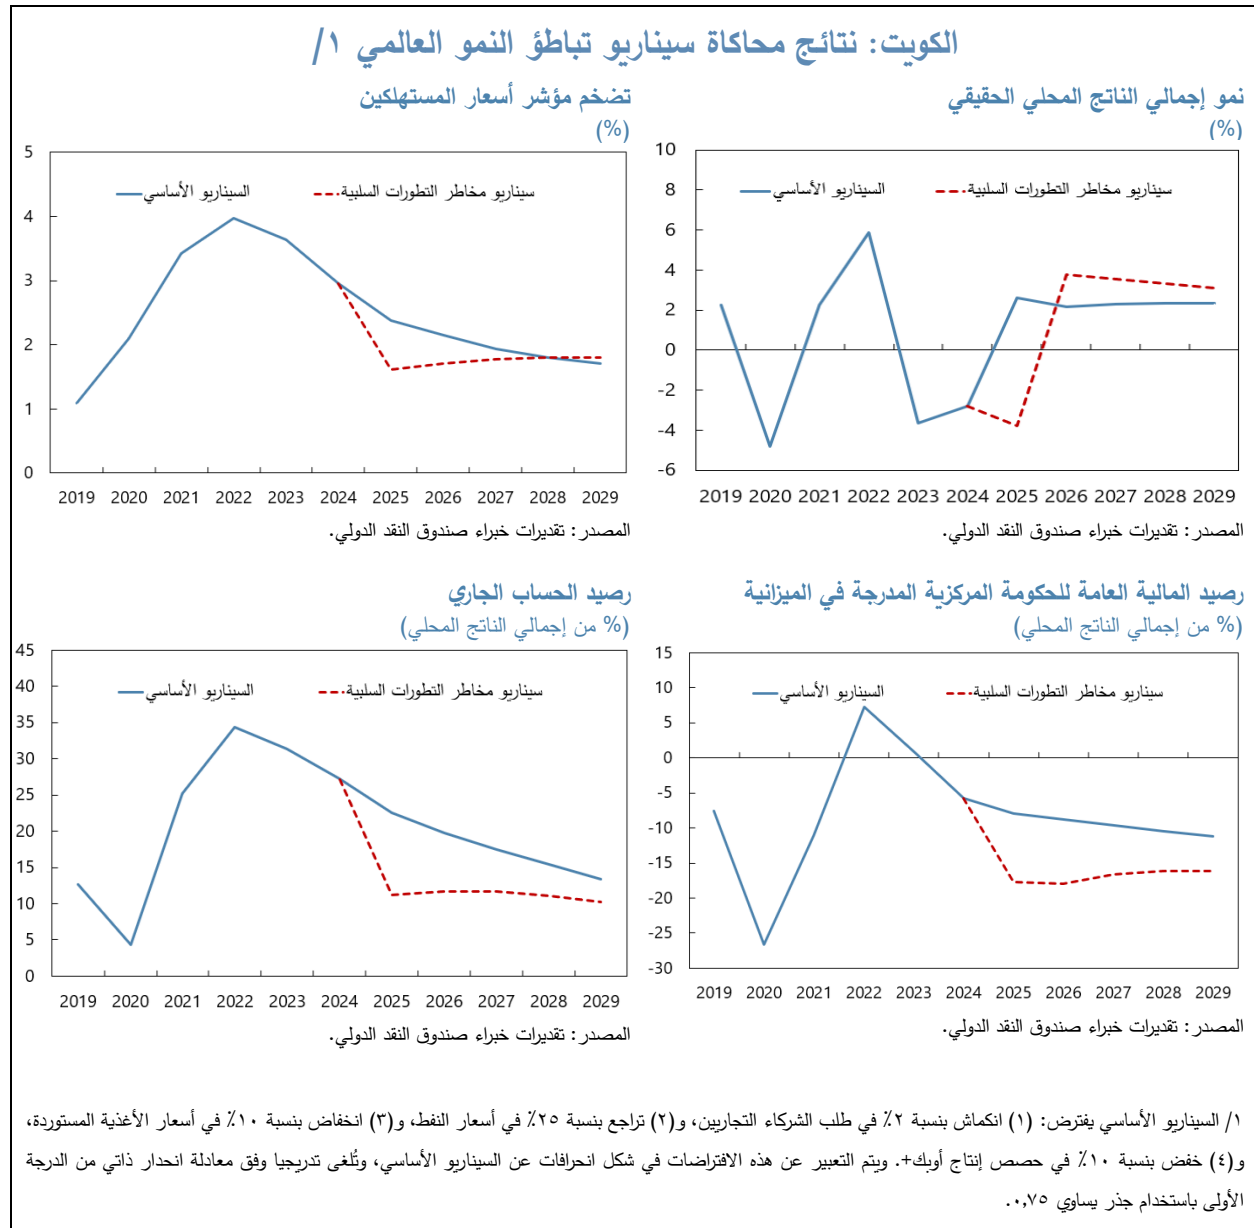 الكويت: نتائج محاكاة سيناريو تباطؤ النمو العالمي ١/
نمو إجمالي الناتج المحلي الحقيقي
(%)
10
8
6
4
2
0
-2
-4
-6
السيناريو الأساسي
سيناريو مخاطر التطورات السلبية
2019 2020 2021 2022 2023 2024 2025 2026 2027 2028 2029
المصدر: تقديرات خبراء صندوق النقد الدولي.
تضخم مؤشر أسعار المستهلكين
(%)
5
4
3
2
1
0
السيناريو الأساسي
سيناريو مخاطر التطورات السلبية
2019 2020 2021 2022 2023 2024 2025 2026 2027 2028 2029
المصدر: تقديرات خبراء صندوق النقد الدولي.
رصيد المالية العامة للحكومة المركزية المدرجة في الميزانية
(% من إجمالي الناتج المحلي)
15
10
5
0
-5
-10
-15
-20
-25
-30
السيناريو الأساسي
سيناريو مخاطر التطورات السلبية
2019 2020 2021 2022 2023 2024 2025 2026 2027 2028 2029
المصدر: تقديرات خبراء صندوق النقد الدولي.
رصيد الحساب الجاري
(% من إجمالي الناتج المحلي)
45
40
35
30
25
20
15
10
5
0
السيناريو الأساسي
سيناريو مخاطر التطورات السلبية
2019 2020 2021 2022 2023 2024 2025 2026 2027 2028 2029
المصدر: تقديرات خبراء صندوق النقد الدولي.
١/ السيناريو الأساسي يفترض: (١) انكماش بنسبة ٢٪ في طلب الشركاء التجاريين، و(٢) تراجع بنسبة ٢٥٪ في أسعار النفط، و(٣) انخفاض بنسبة ١٠٪ في أسعار الأغذية المستوردة،
و(٤) خفض بنسبة ١٠٪ في حصص إنتاج أوبك+. ويتم التعبير عن هذه الافتراضات في شكل انحرافات عن السيناريو الأساسي، وتُلغى تدريجيا وفق معادلة انحدار ذاتي من الدرجة
الأولى باستخدام جذر يساوي ٠,٧٥.